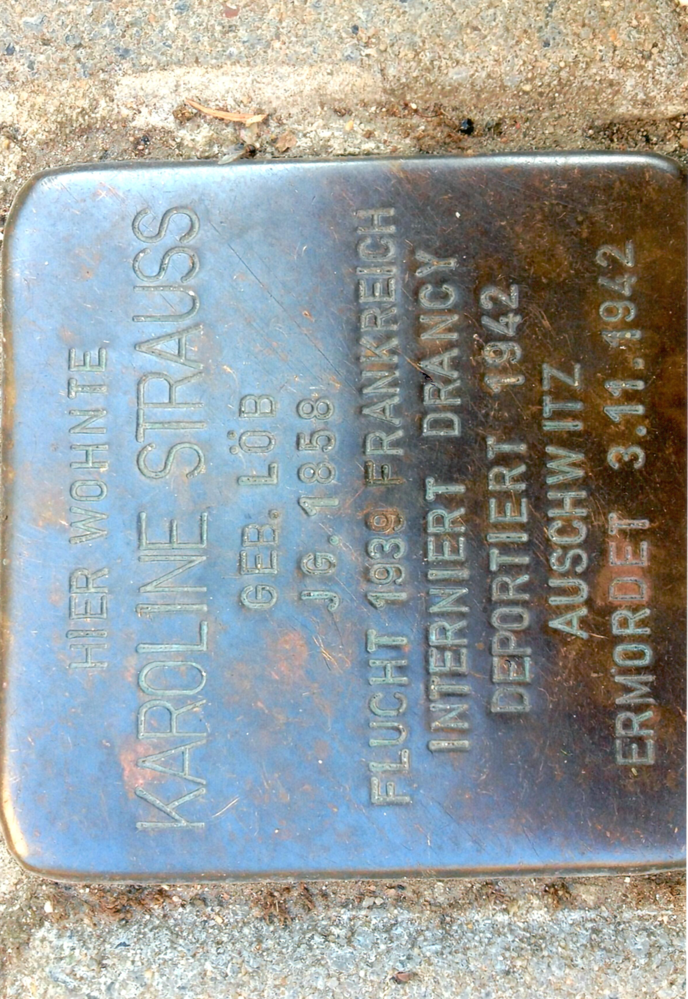 HIER WOHNTE
KAROLINE STRAUSS
GEB. LÖB
JG. 1858
FLUCHT 1939 FRANKREICH
INTERNIERT DRANCY
DEPORTIERT 1942
AUSCHWITZ
ERMORDET 3.11.1942